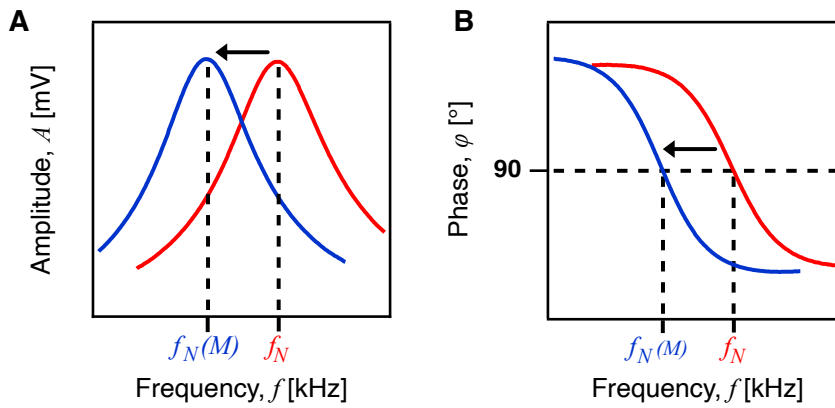 A
Amplitude, A [mV]
f_N(M)
f_N
Frequency, f [kHz]
B
Phase, φ [°]
90
f_N(M)
f_N
Frequency, f [kHz]